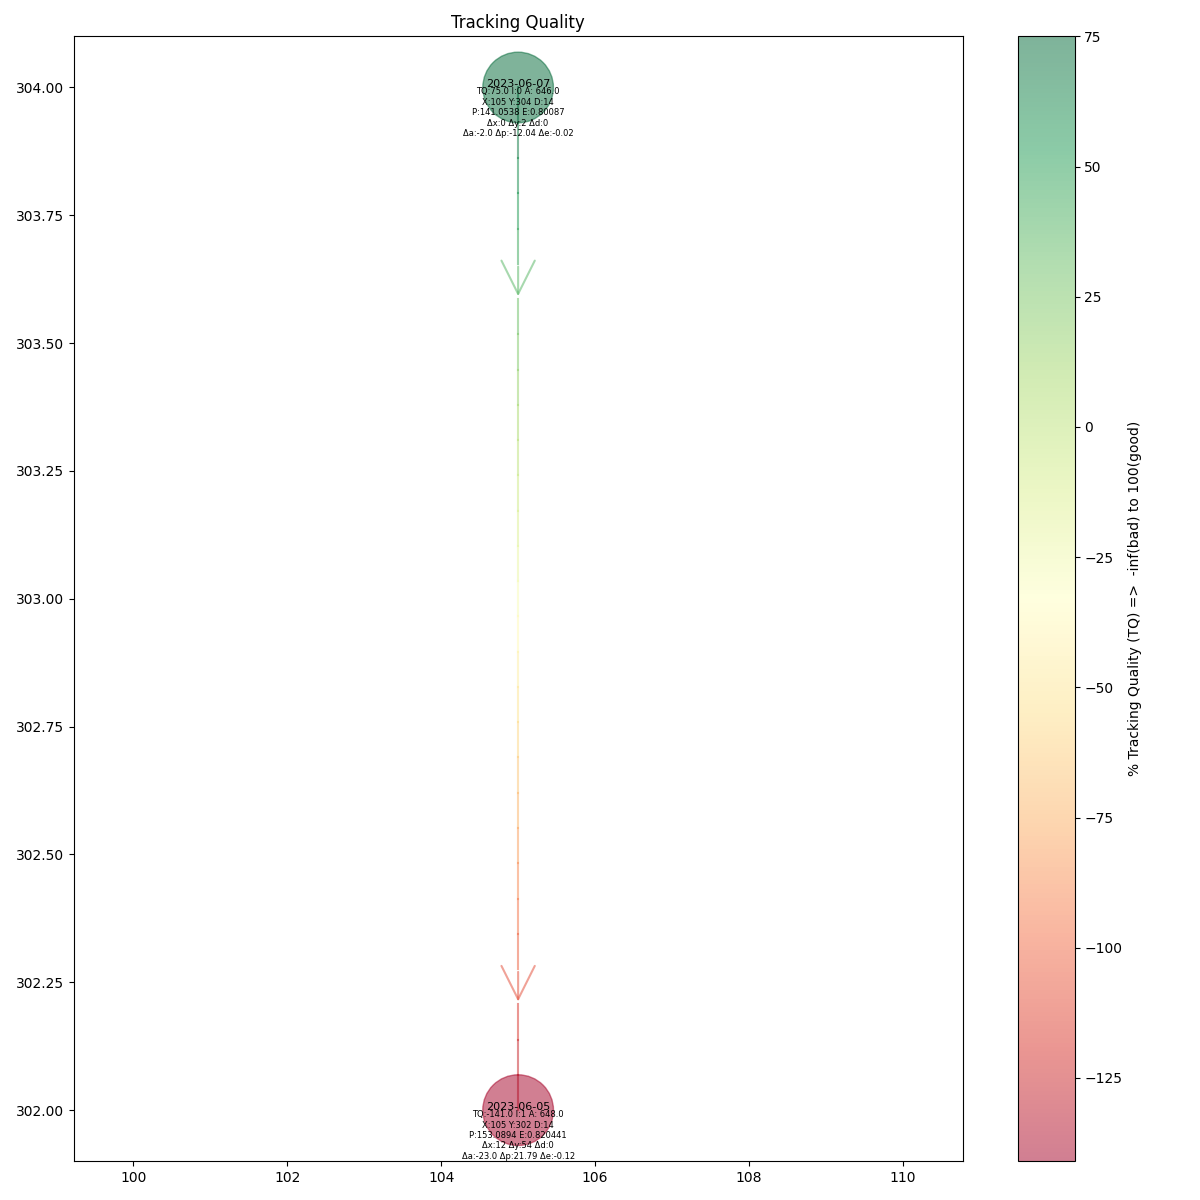 Tracking Quality
304.00
303.75
303.50
303.25
303.00
302.75
302.50
302.25
302.00
2023-06-07
TQ:75.0 I:0 A: 646.0
X:105 Y:304 D:14
P:141.0538 E:0.80087
Δx:0 Δy:2 Δd:0
Δa:-2.0 Δp:-12.04 Δe:-0.02
2023-06-05
TQ:-141.0 I:1 A: 648.0
X:105 Y:302 D:14
P:153.0894 E:0.820441
Δx:12 Δy:54 Δd:0
Δa:-23.0 Δp:21.79 Δe:-0.12
100
102
104
106
108
110
75
50
25
0
−25
−50
−75
−100
−125
% Tracking Quality (TQ) => -inf(bad) to 100(good)